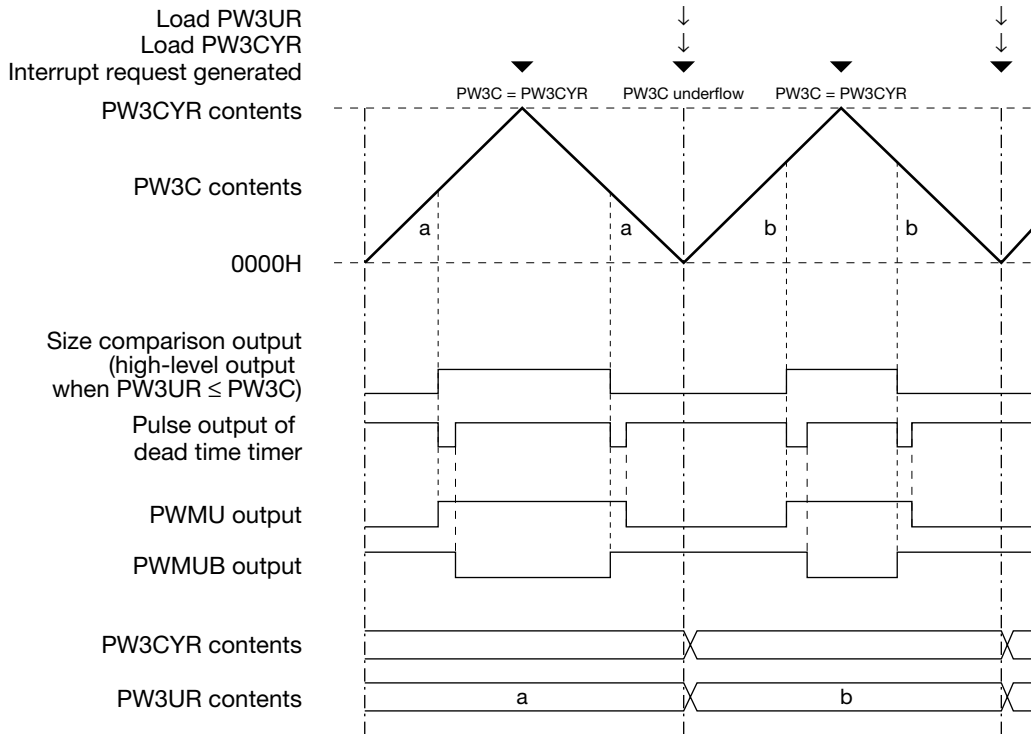 Load PW3UR
Load PW3CYR
Interrupt request generated
PW3C = PW3CYR PW3C underflow PW3C = PW3CYR
PW3CYR contents
PW3C contents
a a b b
0000H
Size comparison output
(high-level output
when PW3UR ≤ PW3C)
Pulse output of
dead time timer
PWMU output
PWMUB output
PW3CYR contents
PW3UR contents a b